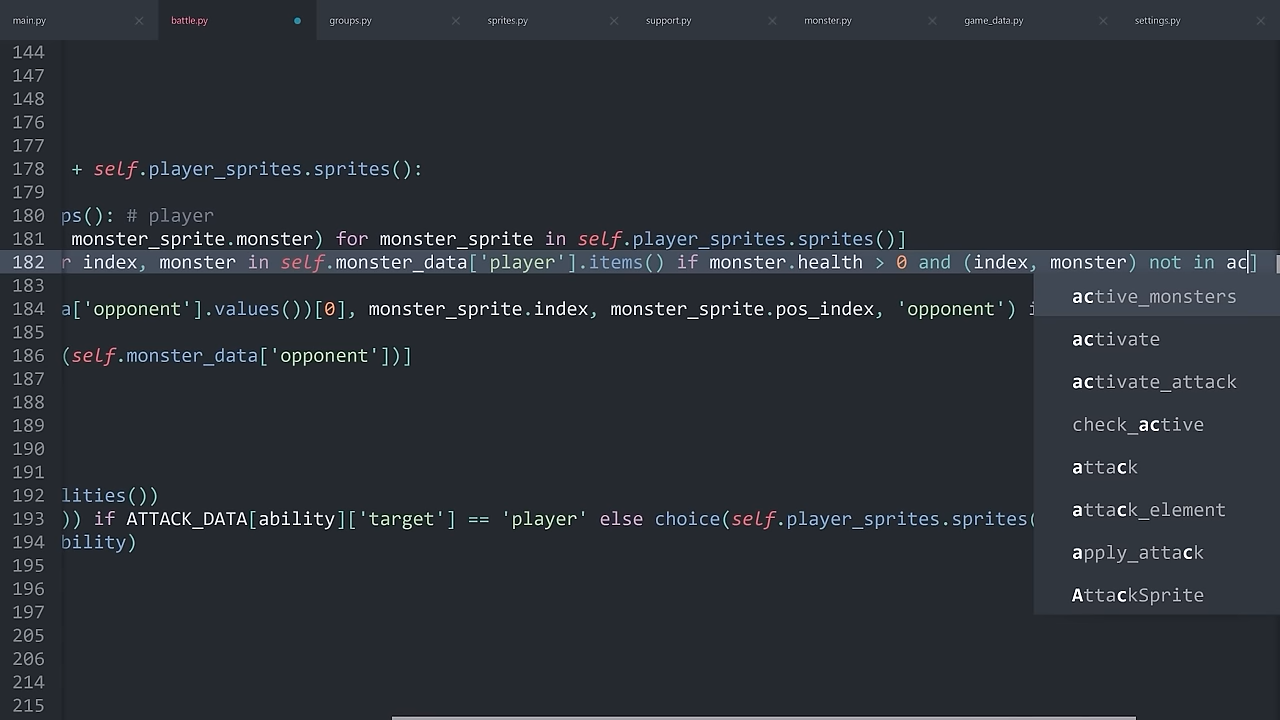 main.py battle.py groups.py sprites.py support.py monster.py game_data.py settings.py
144
147
148
176
177
178 + self.player_sprites.sprites():
179
180 ps(): # player
181 monster_sprite.monster) for monster_sprite in self.player_sprites.sprites()]
182 r index, monster in self.monster_data['player'].items() if monster.health > 0 and (index, monster) not in ac]
183
active_monsters
184 a['opponent'].values())[0], monster_sprite.index, monster_sprite.pos_index, 'opponent') i
185
activate
186 (self.monster_data['opponent'])]
187
activate_attack
188
189
check_active
190
191
attack
192 lities())
193 )) if ATTACK_DATA[ability]['target'] == 'player' else choice(self.player_sprites.sprites(
attack_element
194 bility)
apply_attack
195
196
AttackSprite
197
205
206
214
215